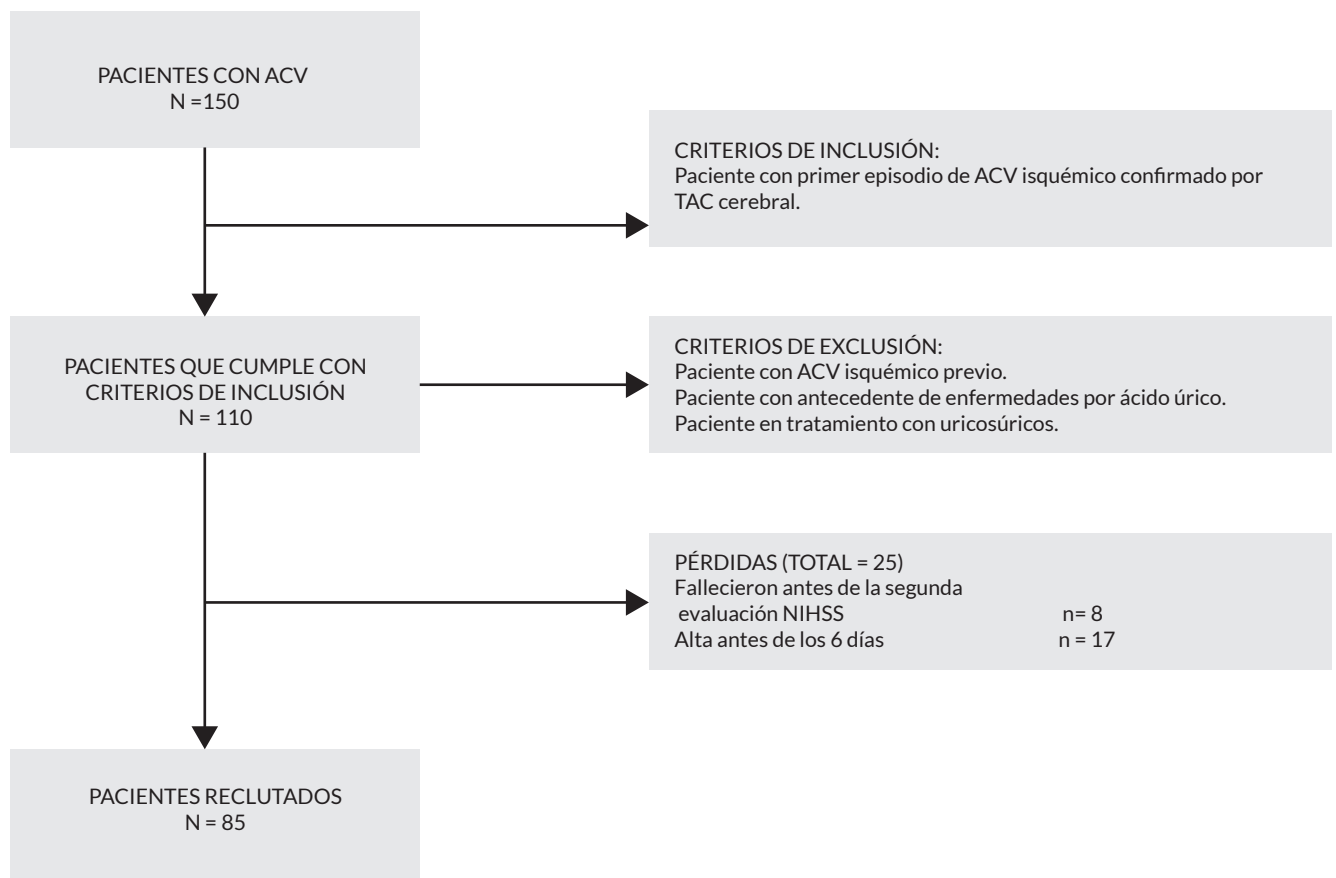 PACIENTES CON ACV
N =150
CRITERIOS DE INCLUSIÓN:
Paciente con primer episodio de ACV isquémico confirmado por
TAC cerebral.
PACIENTES QUE CUMPLE CON
CRITERIOS DE INCLUSIÓN
N = 110
CRITERIOS DE EXCLUSIÓN:
Paciente con ACV isquémico previo.
Paciente con antecedente de enfermedades por ácido úrico.
Paciente en tratamiento con uricosúricos.
PÉRDIDAS (TOTAL = 25)
Fallecieron antes de la segunda
evaluación NIHSS n= 8
Alta antes de los 6 días n = 17
PACIENTES RECLUTADOS
N = 85